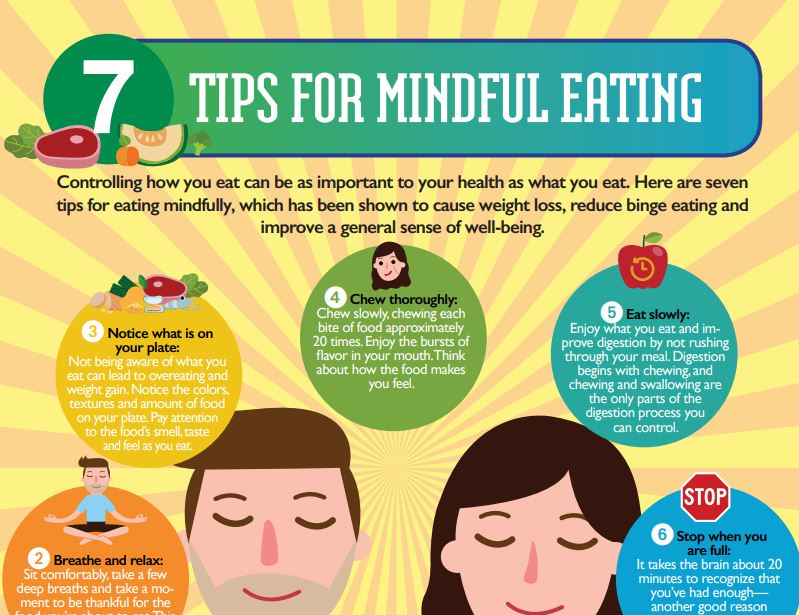 7 TIPS FOR MINDFUL EATING
Controlling how you eat can be as important to your health as what you eat. Here are seven
tips for eating mindfully, which has been shown to cause weight loss, reduce binge eating and
improve a general sense of well-being.
2 Breathe and relax:
Sit comfortably, take a few
deep breaths and take a mo-
ment to be thankful for the
3 Notice what is on
your plate:
Not being aware of what you
eat can lead to overeating and
weight gain. Notice the colors,
textures and amount of food
on your plate. Pay attention
to the food's smell, taste
and feel as you eat.
4 Chew thoroughly:
Chew slowly, chewing each
bite of food approximately
20 times. Enjoy the bursts of
flavor in your mouth. Think
about how the food makes
you feel.
5 Eat slowly:
Enjoy what you eat and im-
prove digestion by not rushing
through your meal. Digestion
begins with chewing, and
chewing and swallowing are
the only parts of the
digestion process you
can control.
STOP
6 Stop when you
are full:
It takes the brain about 20
minutes to recognize that
you've had enough—
another good reason